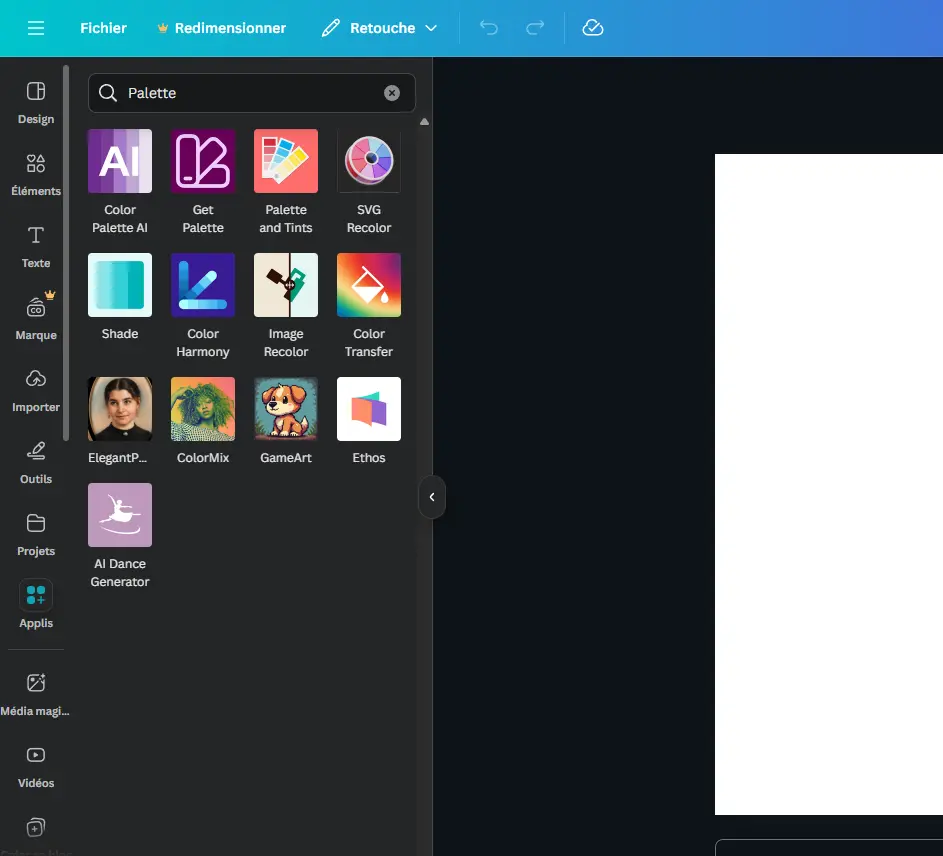 Fichier
Redimensionner
Retouche
Design
Éléments
Texte
Marque
CO
Importer
Outils
Projets
Applis
Média magi...
Vidéos
Palette
AI
Color
Palette AI
Get
Palette
Palette
and Tints
SVG
Recolor
Shade
Color
Harmony
Image
Recolor
Color
Transfer
ElegantP...
ColorMix
GameArt
Ethos
AI Dance
Generator